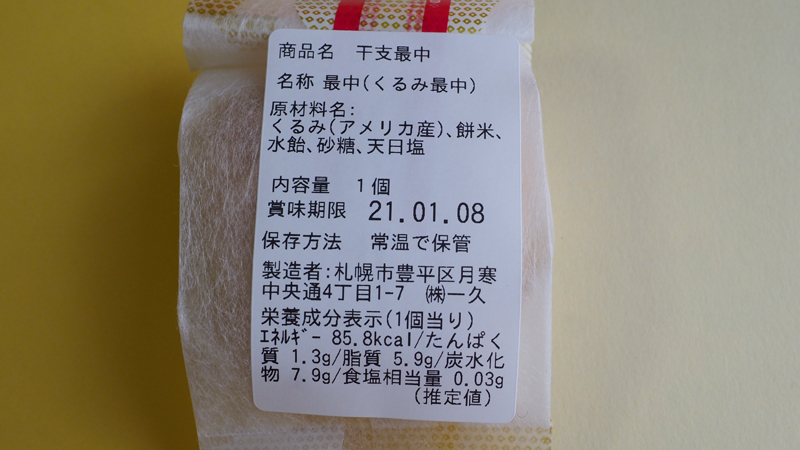 商品名 干支最中
名称 最中(くるみ最中)
原材料名:
くるみ(アメリカ産)、餅米、
水飴、砂糖、天日塩
内容量 1個
賞味期限 21.01.08
保存方法 常温で保管
製造者:札幌市豊平区月寒
中央通4丁目1-7 ㈱一久
栄養成分表示(1個当り)
ｴﾈﾙｷﾞｰ 85.8kcal/たんぱく
質 1.3g/脂質 5.9g/炭水化
物 7.9g/食塩相当量 0.03g
(推定値)